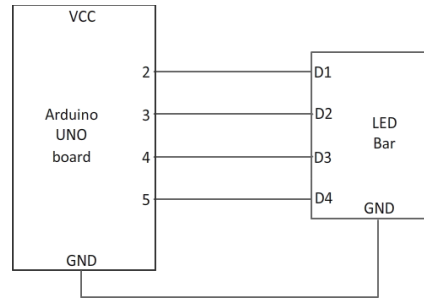 VCC
2
D1
3
D2
Arduino
UNO
board
LED
Bar
4
D3
5
D4
GND
GND